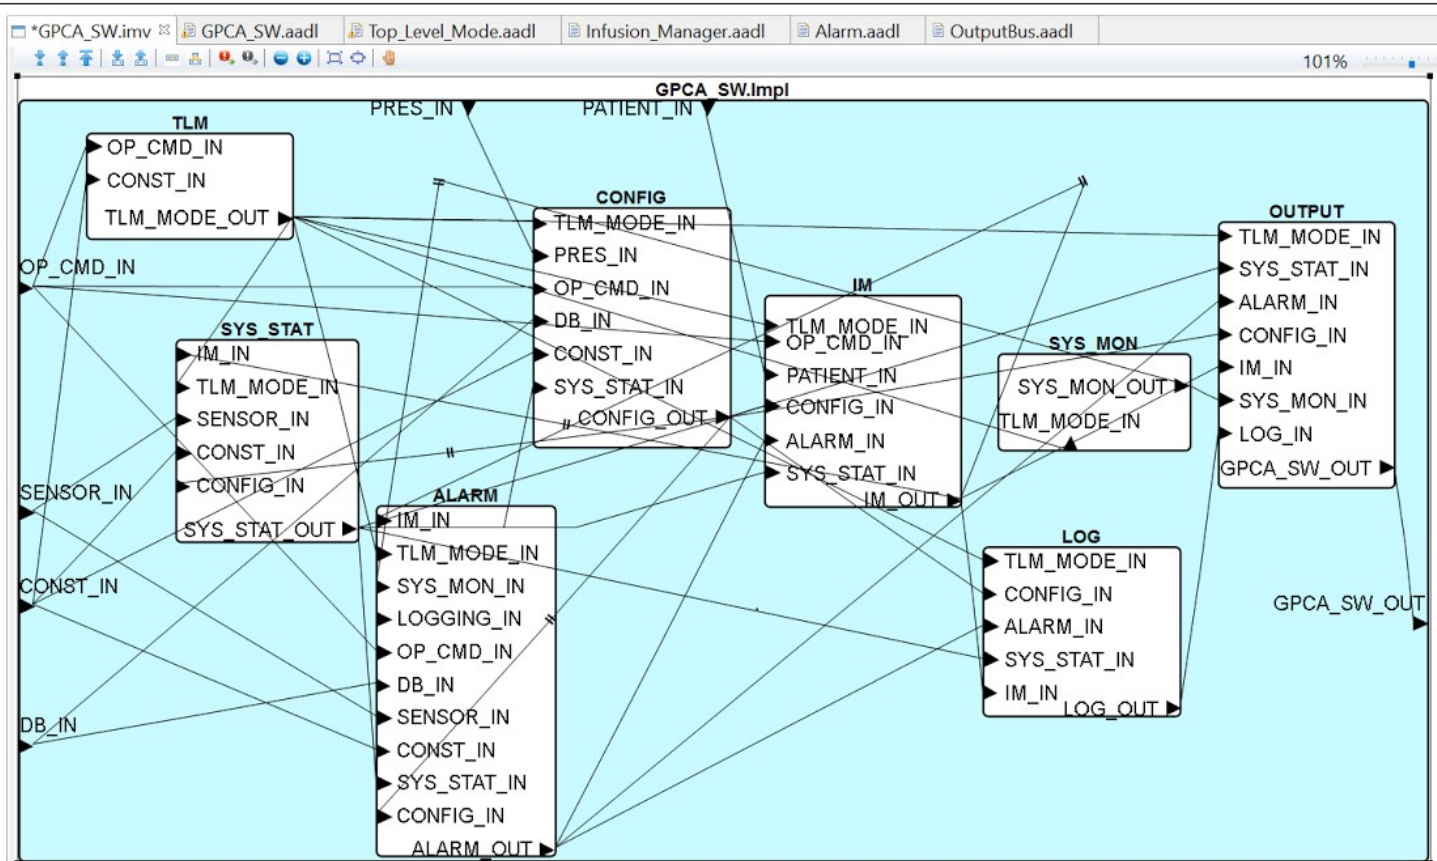 *GPCA_SW.imv
GPCA_SW.aadl
Top_Level_Mode.aadl
Infusion_Manager.aadl
Alarm.aadl
OutputBus.aadl
101%
GPCA_SW.Impl
PRES_IN
PATIENT_IN
TLM
OP_CMD_IN
CONST_IN
TLM_MODE_OUT
OP_CMD_IN
SENSOR_IN
CONST_IN
DB_IN
SYS_STAT
IM_IN
TLM_MODE_IN
SENSOR_IN
CONST_IN
CONFIG_IN
SYS_STAT_OUT
ALARM
IM_IN
TLM_MODE_IN
SYS_MON_IN
LOGGING_IN
OP_CMD_IN
DB_IN
SENSOR_IN
CONST_IN
SYS_STAT_IN
CONFIG_IN
ALARM_OUT
CONFIG
TLM_MODE_IN
PRES_IN
OP_CMD_IN
DB_IN
CONST_IN
SYS_STAT_IN
CONFIG_OUT
IM
TLM_MODE_IN
OP_CMD_IN
PATIENT_IN
CONFIG_IN
ALARM_IN
SYS_STAT_IN
IM_OUT
SYS_MON
SYS_MON_OUT
TLM_MODE_IN
LOG
TLM_MODE_IN
CONFIG_IN
ALARM_IN
SYS_STAT_IN
IM_IN
LOG_OUT
OUTPUT
TLM_MODE_IN
SYS_STAT_IN
ALARM_IN
CONFIG_IN
IM_IN
SYS_MON_IN
LOG_IN
GPCA_SW_OUT
GPCA_SW_OUT